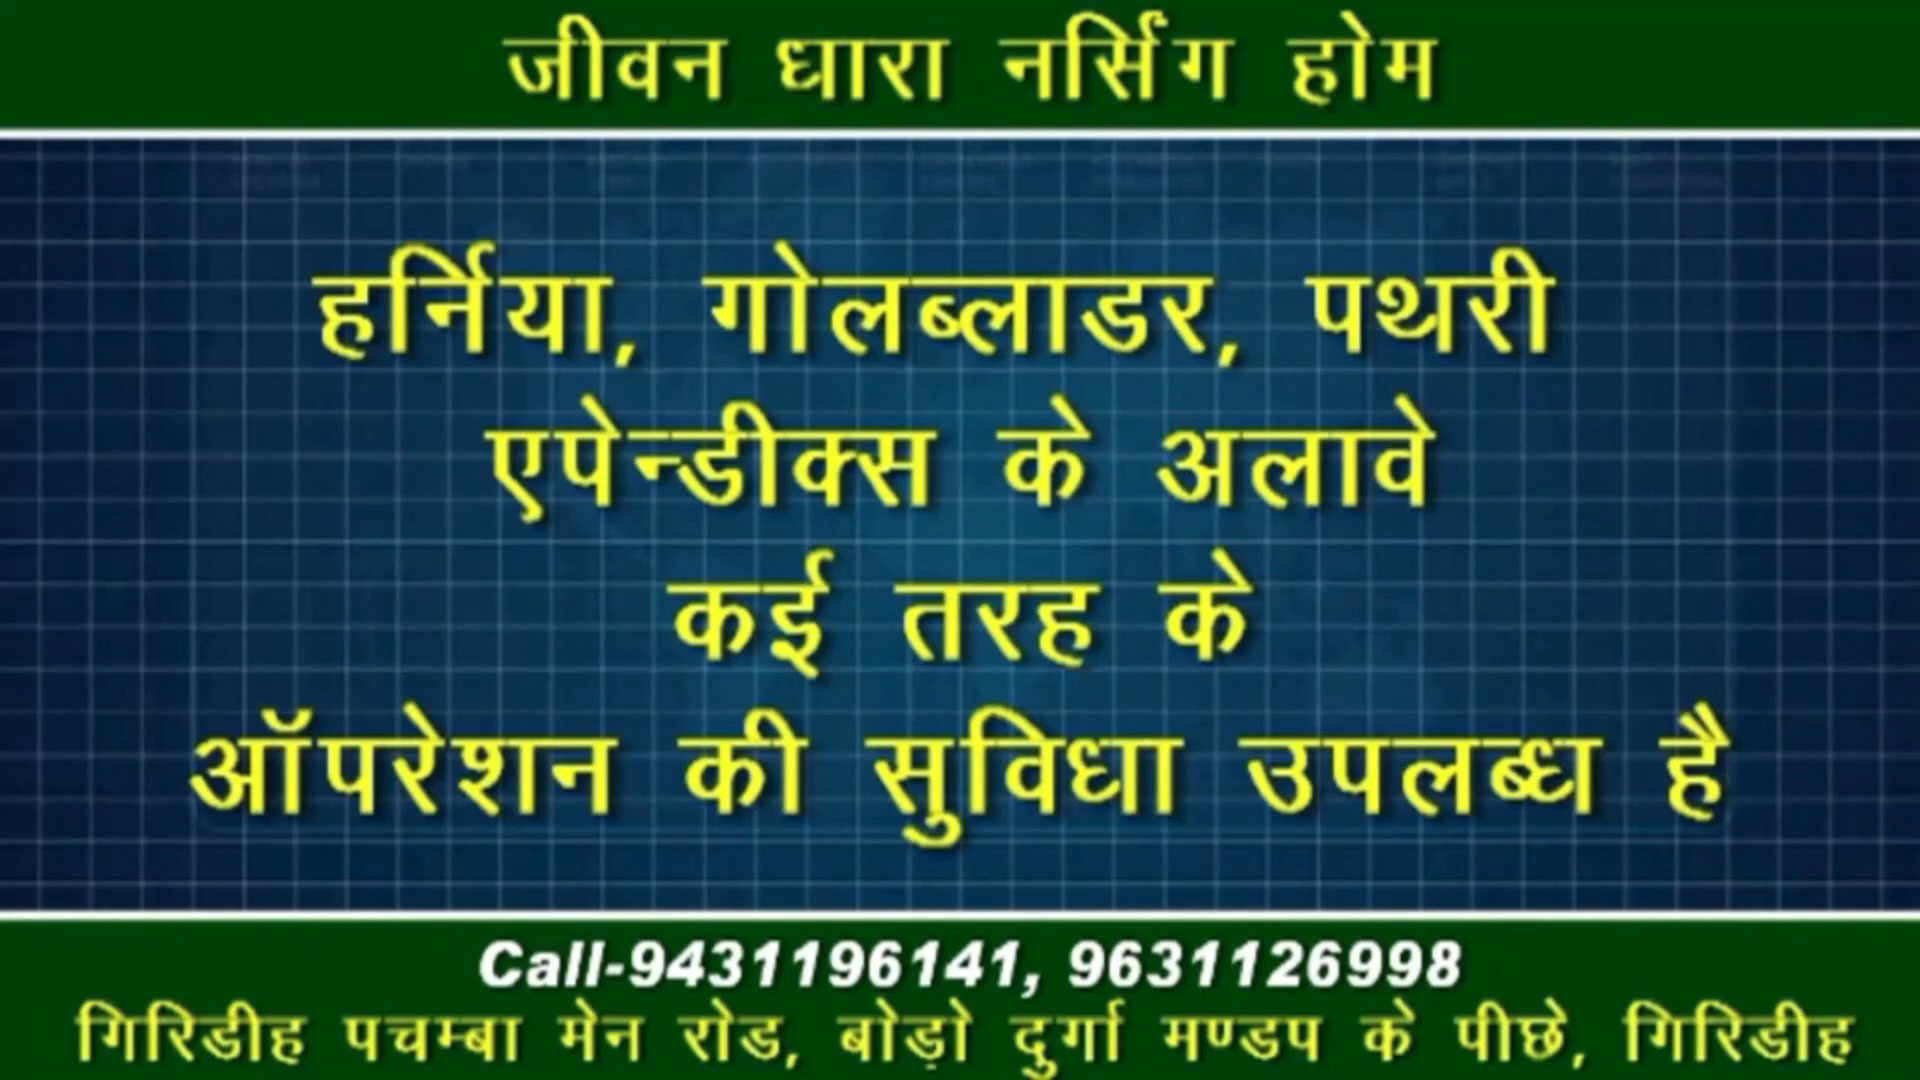 जीवन धारा नर्सिंग होम
हर्निया, गोलब्लाडर, पथरी
एपेन्डीक्स के अलावे
कई तरह के
ऑपरेशन की सुविधा उपलब्ध है
Call-9431196141, 9631126998
गिरिडीह पचम्बा मेन रोड, बोड़ो दुर्गा मण्डप के पीछे, गिरिडीह